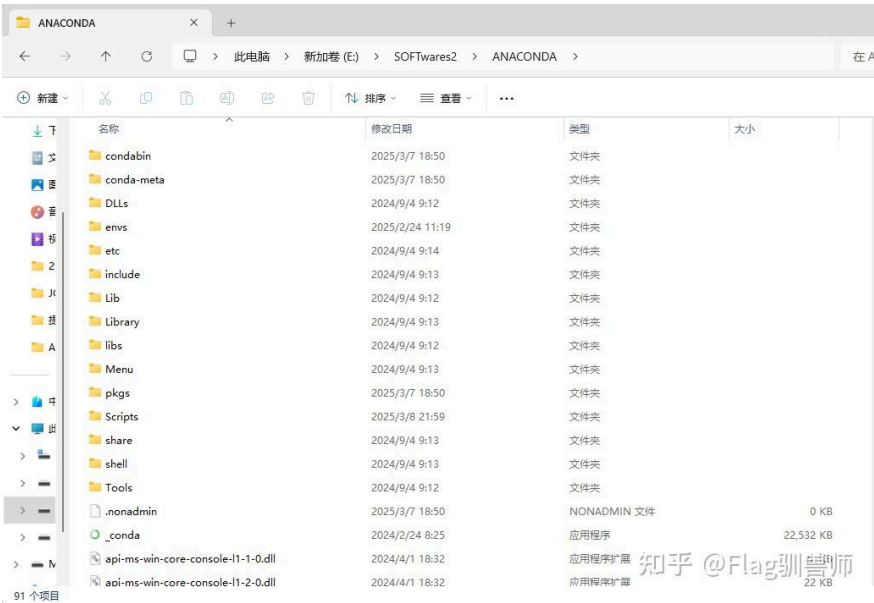 ANACONDA
此电脑 > 新加卷 (E:) > SOFTwares2 > ANACONDA >
新建 排序 查看 ...
名称 修改日期 类型 大小
condabin 2025/3/7 18:50 文件夹
conda-meta 2025/3/7 18:50 文件夹
DLLs 2024/9/4 9:12 文件夹
envs 2025/2/24 11:19 文件夹
etc 2024/9/4 9:14 文件夹
include 2024/9/4 9:13 文件夹
Lib 2024/9/4 9:12 文件夹
Library 2024/9/4 9:13 文件夹
libs 2024/9/4 9:12 文件夹
Menu 2024/9/4 9:13 文件夹
pkgs 2025/3/7 18:50 文件夹
Scripts 2025/3/8 21:59 文件夹
share 2024/9/4 9:13 文件夹
shell 2024/9/4 9:13 文件夹
Tools 2024/9/4 9:12 文件夹
.nonadmin 2025/3/7 18:50 NONADMIN 文件 0 KB
_conda 2024/2/24 8:25 应用程序 22,532 KB
api-ms-win-core-console-l1-1-0.dll 2024/4/1 18:32 应用程序扩展
api-ms-win-core-console-l1-2-0.dll 2024/4/1 18:32 应用程序扩展 22 KB
知乎 @Flag驯兽师
91 个项目